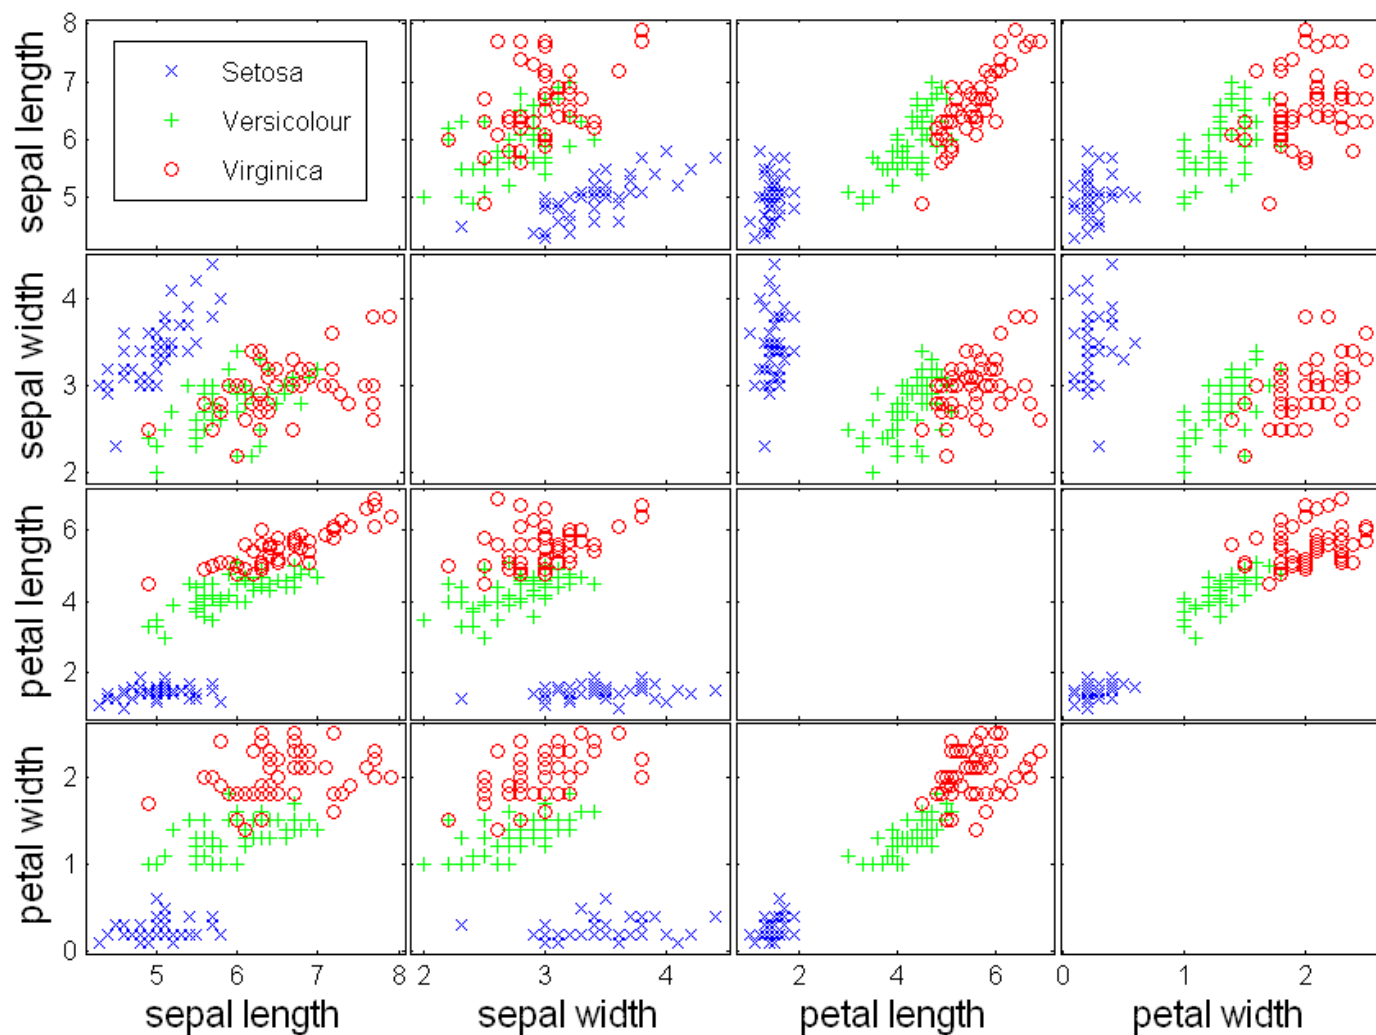 sepal length
8
7
6
5
Setosa
Versicolour
Virginica
sepal width
4
3
2
petal length
6
4
2
petal width
2
1
0
5 6 7 8 2 3 4 2 4 6 0 1 2
sepal length sepal width petal length petal width